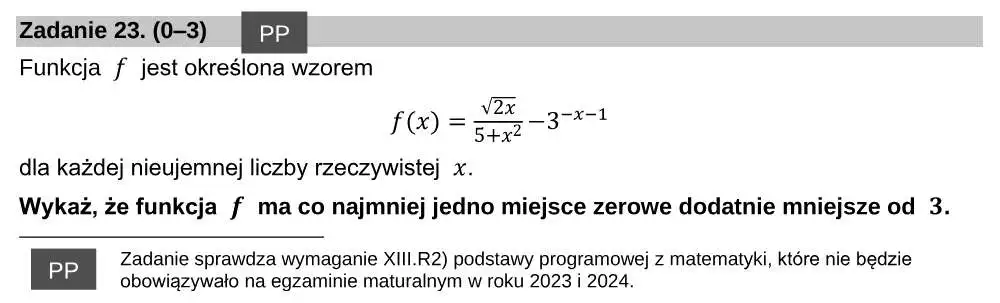 Zadanie 23. (0–3) PP
Funkcja f jest określona wzorem
f(x) = √2x / 5+x² − 3⁻ˣ⁻¹
dla każdej nieujemnej liczby rzeczywistej x.
Wykaż, że funkcja f ma co najmniej jedno miejsce zerowe dodatnie mniejsze od 3.
PP Zadanie sprawdza wymaganie XIII.R2) podstawy programowej z matematyki, które nie będzie
obowiązywało na egzaminie maturalnym w roku 2023 i 2024.